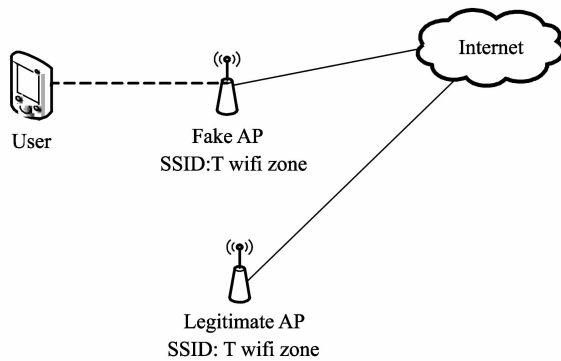 Internet
User
Fake AP
SSID:T wifi zone
Legitimate AP
SSID: T wifi zone